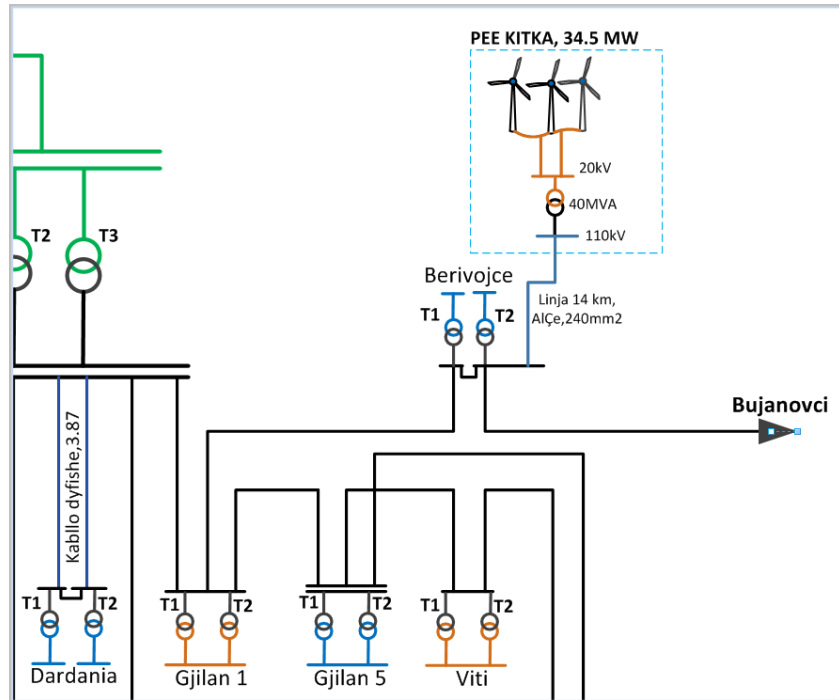 PEE KITKA, 34.5 MW
20kV
40MVA
110kV
T2
T3
Berivojce
T1
T2
Linja 14 km,
AlÇe,240mm2
Bujanovci
Kabllo dyfishe,3.87
T1
T2
T1
T2
T1
T2
T1
T2
Dardania
Gjilan 1
Gjilan 5
Viti